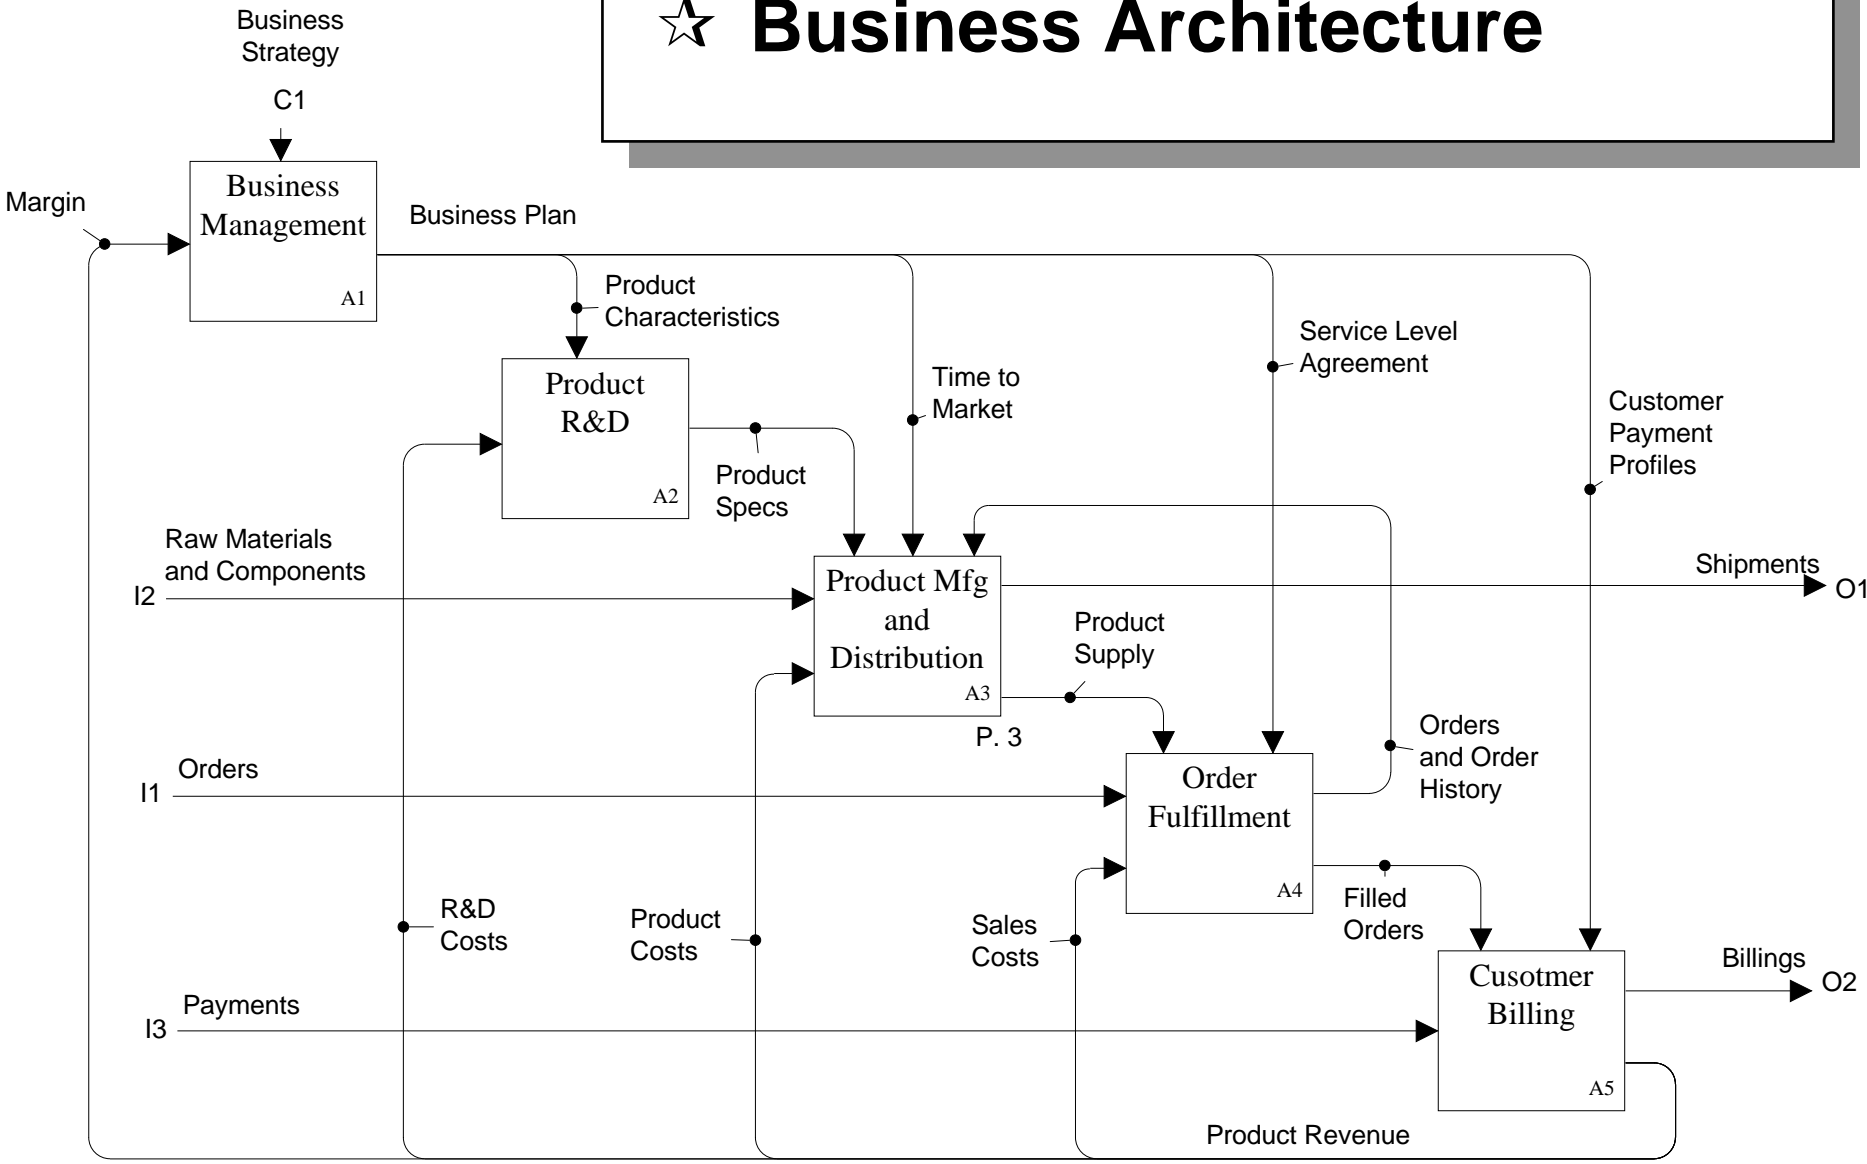 ☆ Business Architecture
Business
Strategy
C1
Margin
Business
Management
A1
Business Plan
Product
Characteristics
Product
R&D
A2
Product
Specs
Time to
Market
Service Level
Agreement
Customer
Payment
Profiles
Raw Materials
and Components
I2
Product Mfg
and
Distribution
A3
P. 3
Shipments
O1
Product
Supply
Orders
I1
Order
Fulfillment
A4
Orders
and Order
History
R&D
Costs
Product
Costs
Sales
Costs
Filled
Orders
Payments
I3
Cusotmer
Billing
A5
Billings
O2
Product Revenue